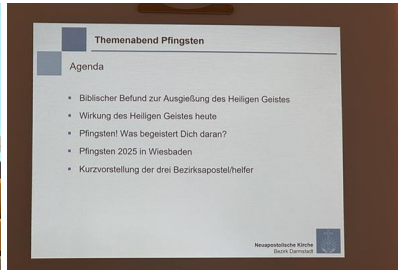 Themenabend Pfingsten
Agenda
Biblischer Befund zur Ausgießung des Heiligen Geistes
Wirkung des Heiligen Geistes heute
Pfingsten! Was begeistert Dich daran?
Pfingsten 2025 in Wiesbaden
Kurzvorstellung der drei Bezirksapostel/helfer
Neuapostolische Kirche
Bezirk Darmstadt